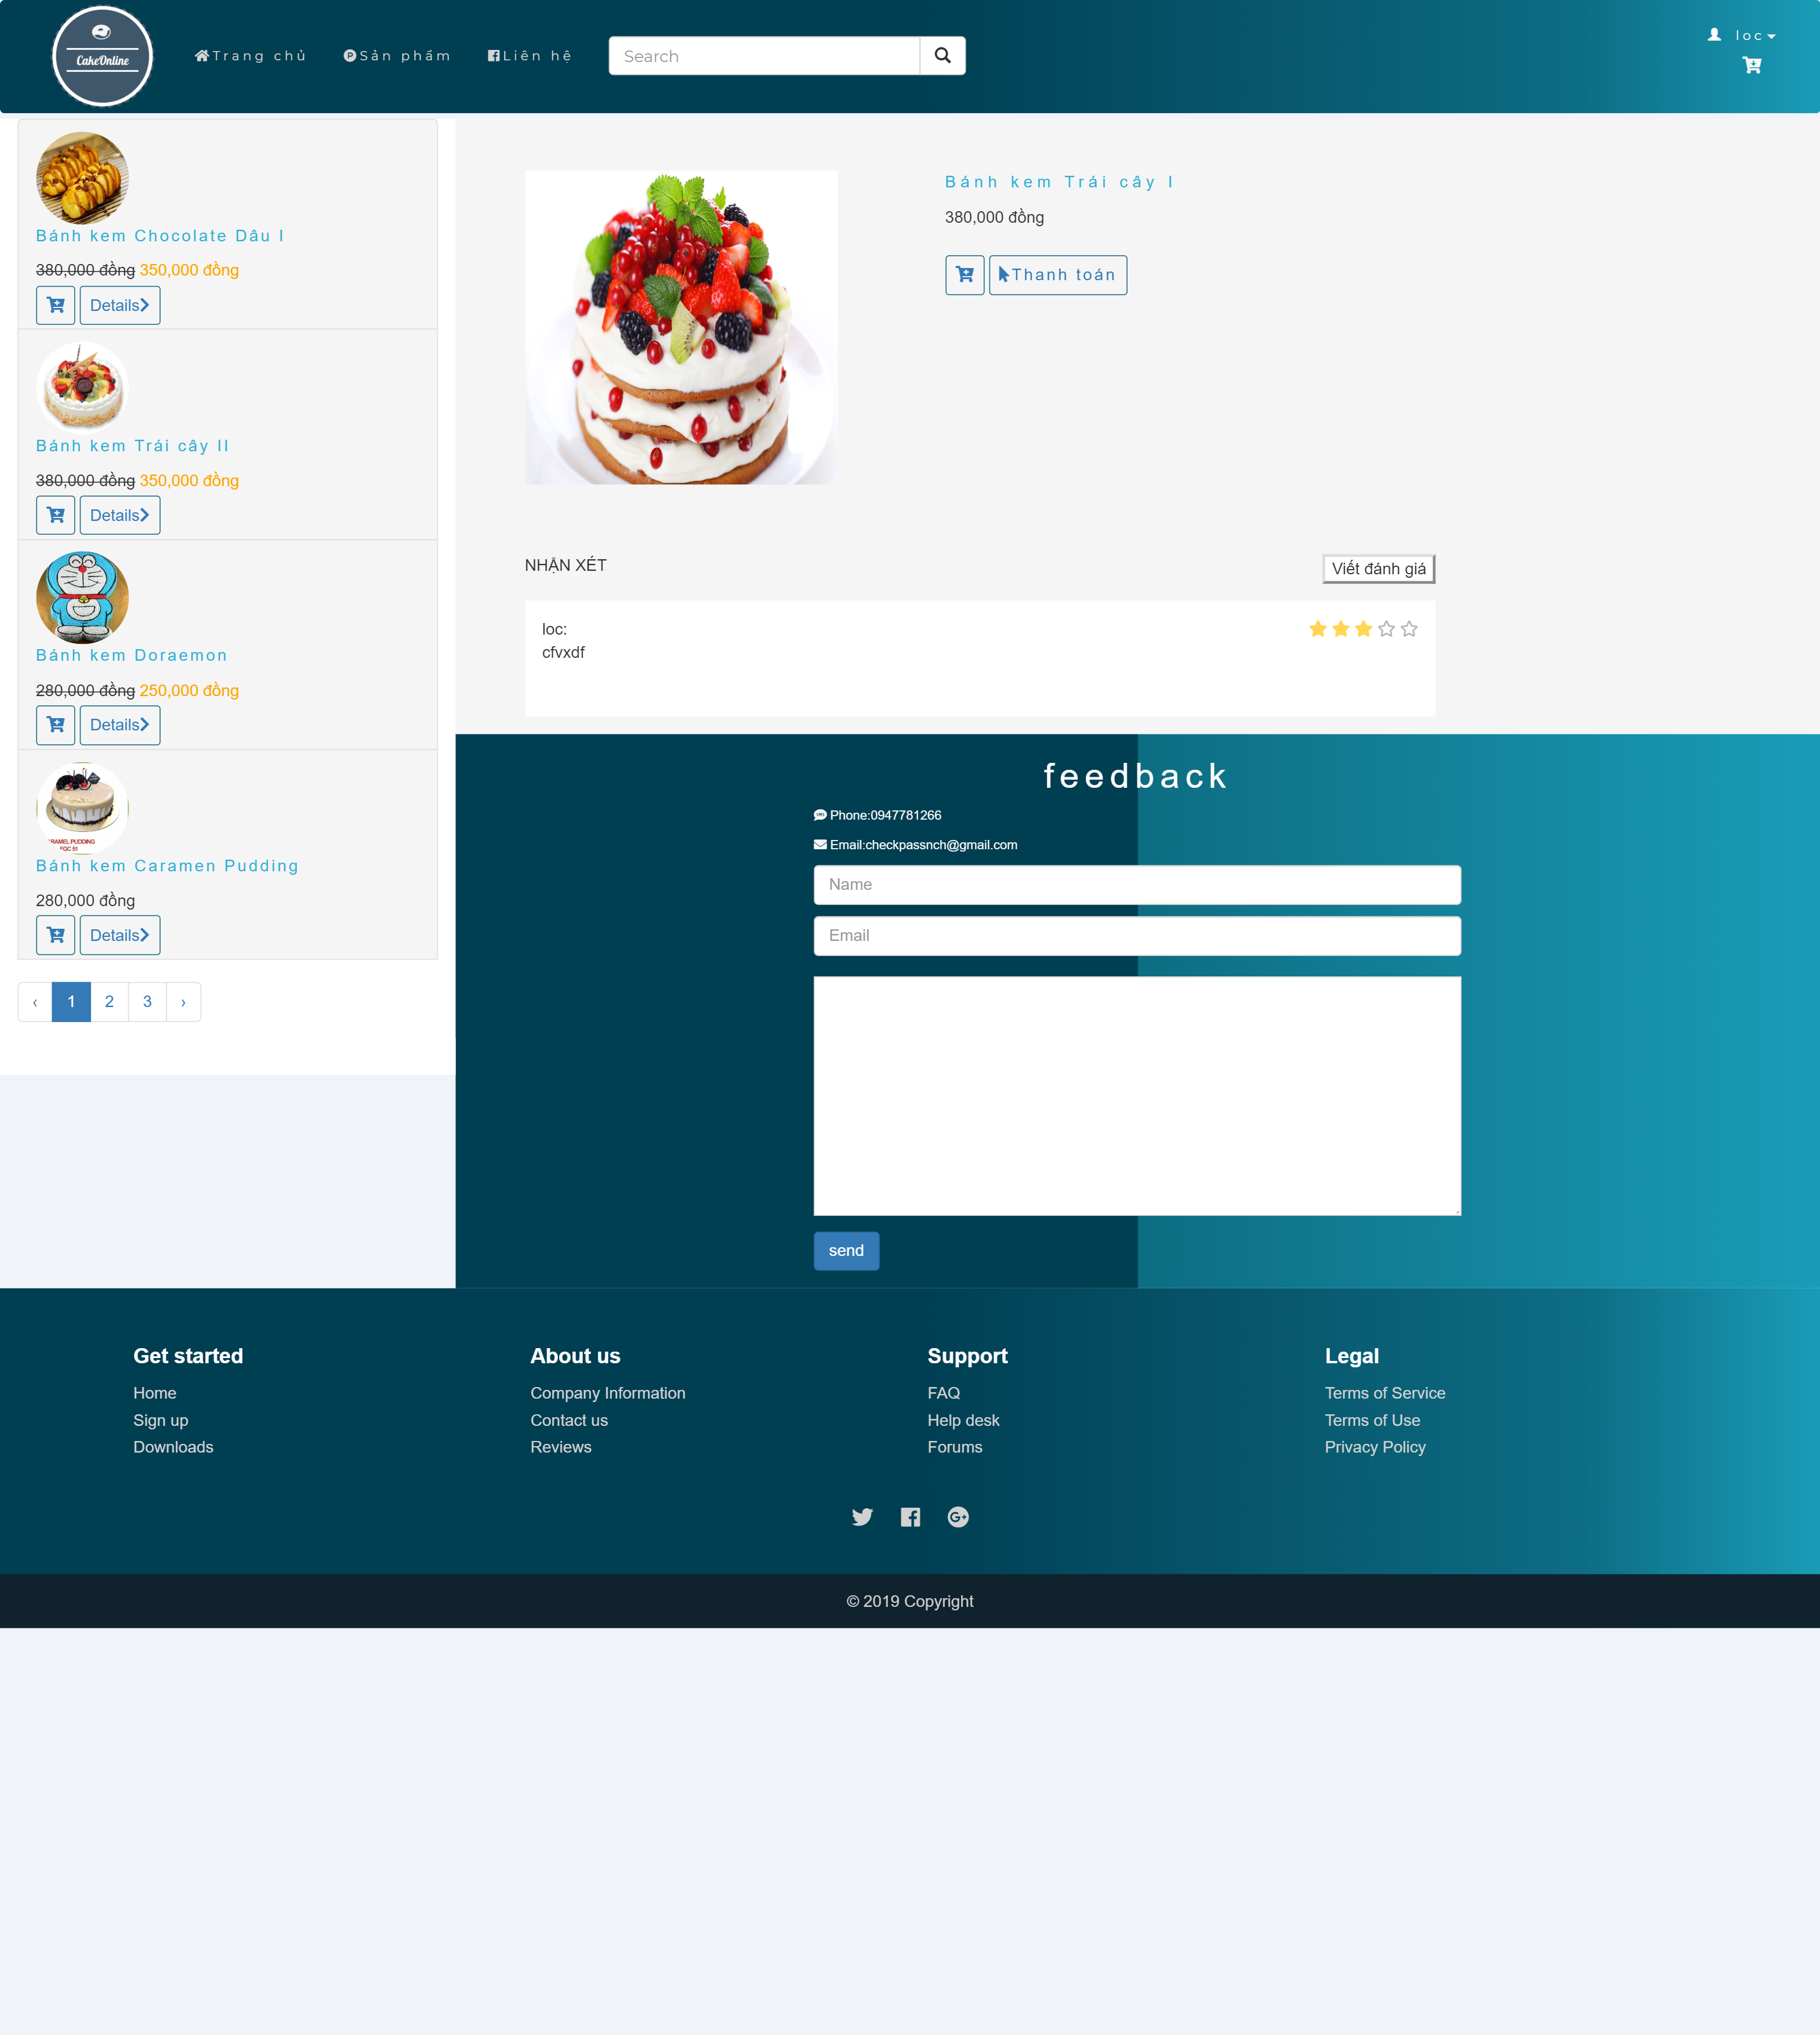 CakeOnline
Trang chủ
Sản phẩm
Liên hệ
Search
loc
Bánh kem Chocolate Dâu I
380,000 đồng 350,000 đồng
Details
Bánh kem Trái cây II
380,000 đồng 350,000 đồng
Details
Bánh kem Doraemon
280,000 đồng 250,000 đồng
Details
RAMEL PUDDING
GC 61
Bánh kem Caramen Pudding
280,000 đồng
Details
‹ 1 2 3 ›
Bánh kem Trái cây I
380,000 đồng
Thanh toán
NHẬN XÉT
Viết đánh giá
loc:
cfvxdf
feedback
Phone:0947781266
Email:checkpassnch@gmail.com
Name
Email
send
Get started
Home
Sign up
Downloads
About us
Company Information
Contact us
Reviews
Support
FAQ
Help desk
Forums
Legal
Terms of Service
Terms of Use
Privacy Policy
G+
© 2019 Copyright